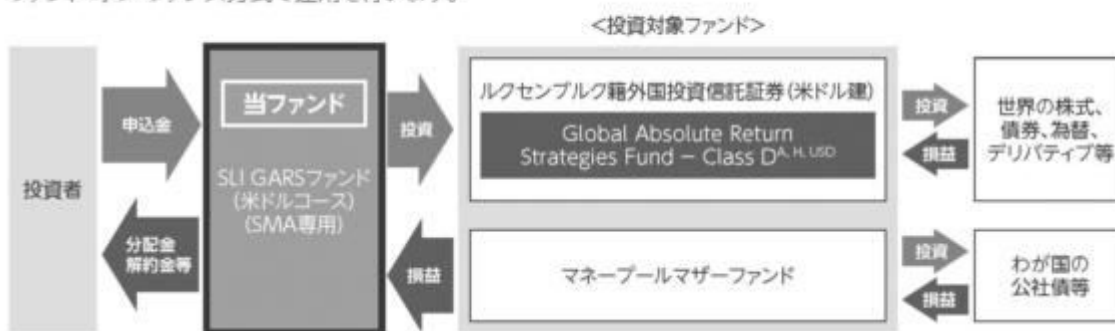 <投資対象ファンド>
投資者
申込金
分配金
解約金等
当ファンド
SLI GARSファンド
(米ドルコース)
(SMA専用)
投資
損益
ルクセンブルク籍外国投資信託証券(米ドル建)
Global Absolute Return
Strategies Fund – Class D A, H, USD
マネープールマザーファンド
投資
損益
世界の株式、
債券、為替、
デリバティブ等
投資
損益
わが国の
公社債等